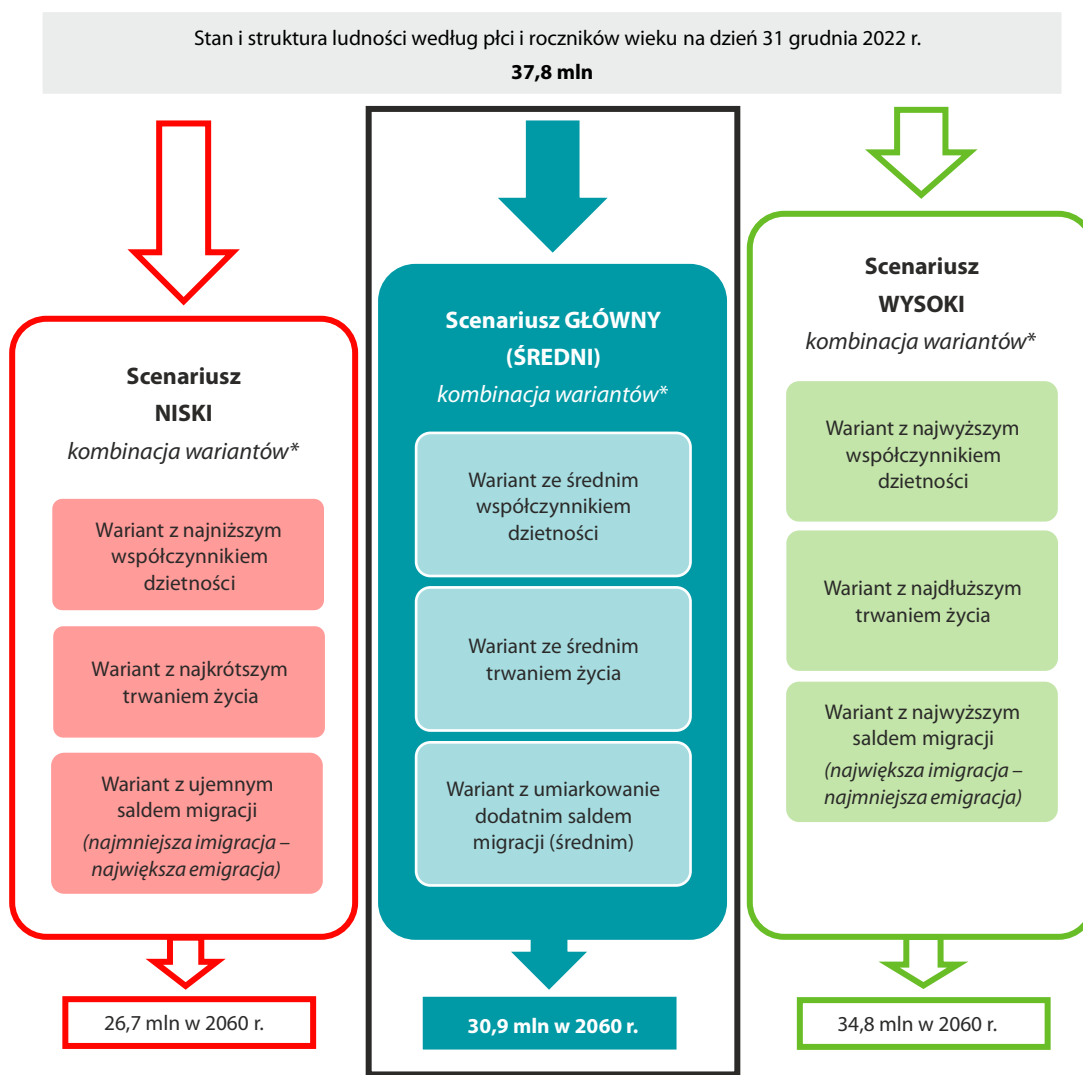 Stan i struktura ludności według płci i roczników wieku na dzień 31 grudnia 2022 r.
37,8 mln
Scenariusz
NISKI
kombinacja wariantów*
Wariant z najniższym
współczynnikiem
dzietności
Wariant z najkrótszym
trwaniem życia
Wariant z ujemnym
saldem migracji
(najmniejsza imigracja –
największa emigracja)
26,7 mln w 2060 r.
Scenariusz GŁÓWNY
(ŚREDNI)
kombinacja wariantów*
Wariant ze średnim
współczynnikiem
dzietności
Wariant ze średnim
trwaniem życia
Wariant z umiarkowanie
dodatnim saldem
migracji (średnim)
30,9 mln w 2060 r.
Scenariusz
WYSOKI
kombinacja wariantów*
Wariant z najwyższym
współczynnikiem
dzietności
Wariant z najdłuższym
trwaniem życia
Wariant z najwyższym
saldem migracji
(największa imigracja –
najmniejsza emigracja)
34,8 mln w 2060 r.